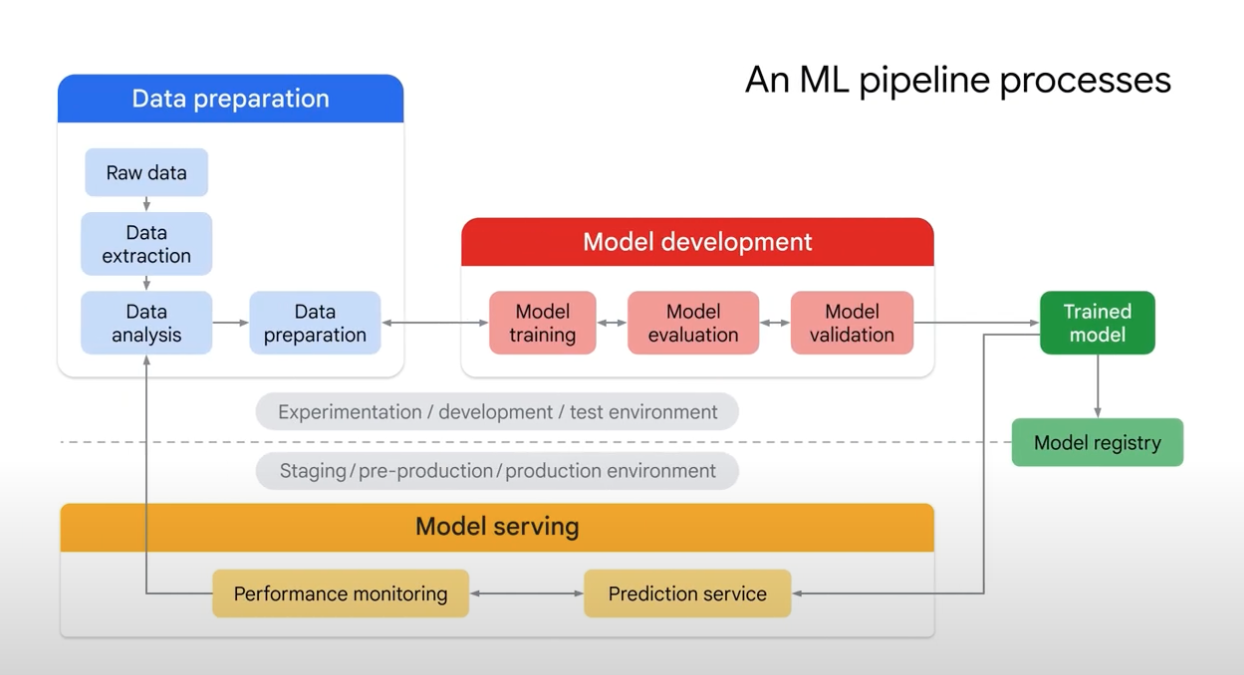 An ML pipeline processes
Data preparation
Raw data
Data
extraction
Data
analysis
Data
preparation
Model development
Model
training
Model
evaluation
Model
validation
Trained
model
Model registry
Experimentation / development / test environment
Staging/pre-production/production environment
Model serving
Performance monitoring
Prediction service